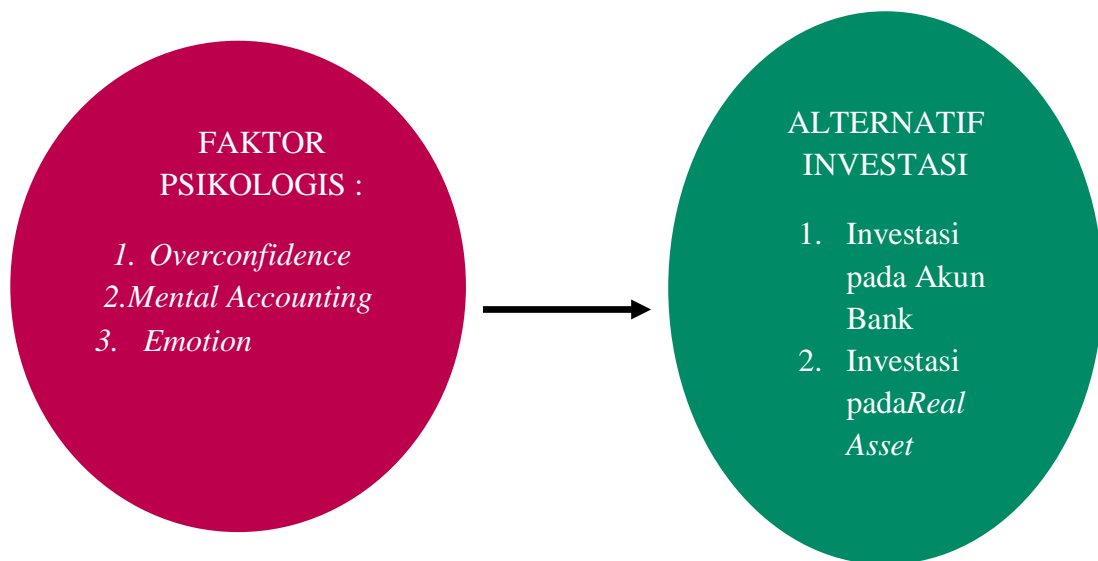 FAKTOR
PSIKOLOGIS :
1. Overconfidence
2.Mental Accounting
3. Emotion
ALTERNATIF
INVESTASI
1. Investasi
pada Akun
Bank
2. Investasi
padaReal
Asset